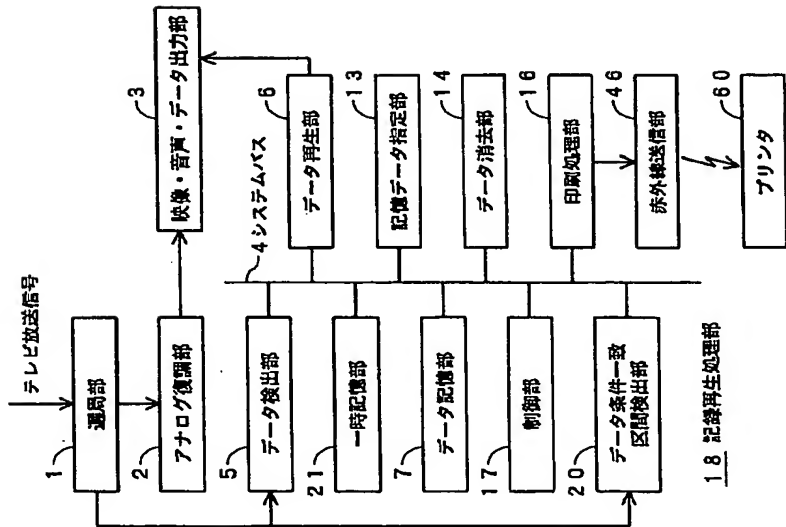 テレビ放送信号
1
選局部
2
アナログ復調部
3
映像・音声・データ出力部
4 システムバス
5
データ検出部
21
一時記憶部
7
データ記憶部
17
制御部
20
データ条件一致
区間検出部
6
データ再生部
13
記憶データ指定部
14
データ消去部
16
印刷処理部
46
赤外線送信部
60
プリンタ
18 記録再生処理部